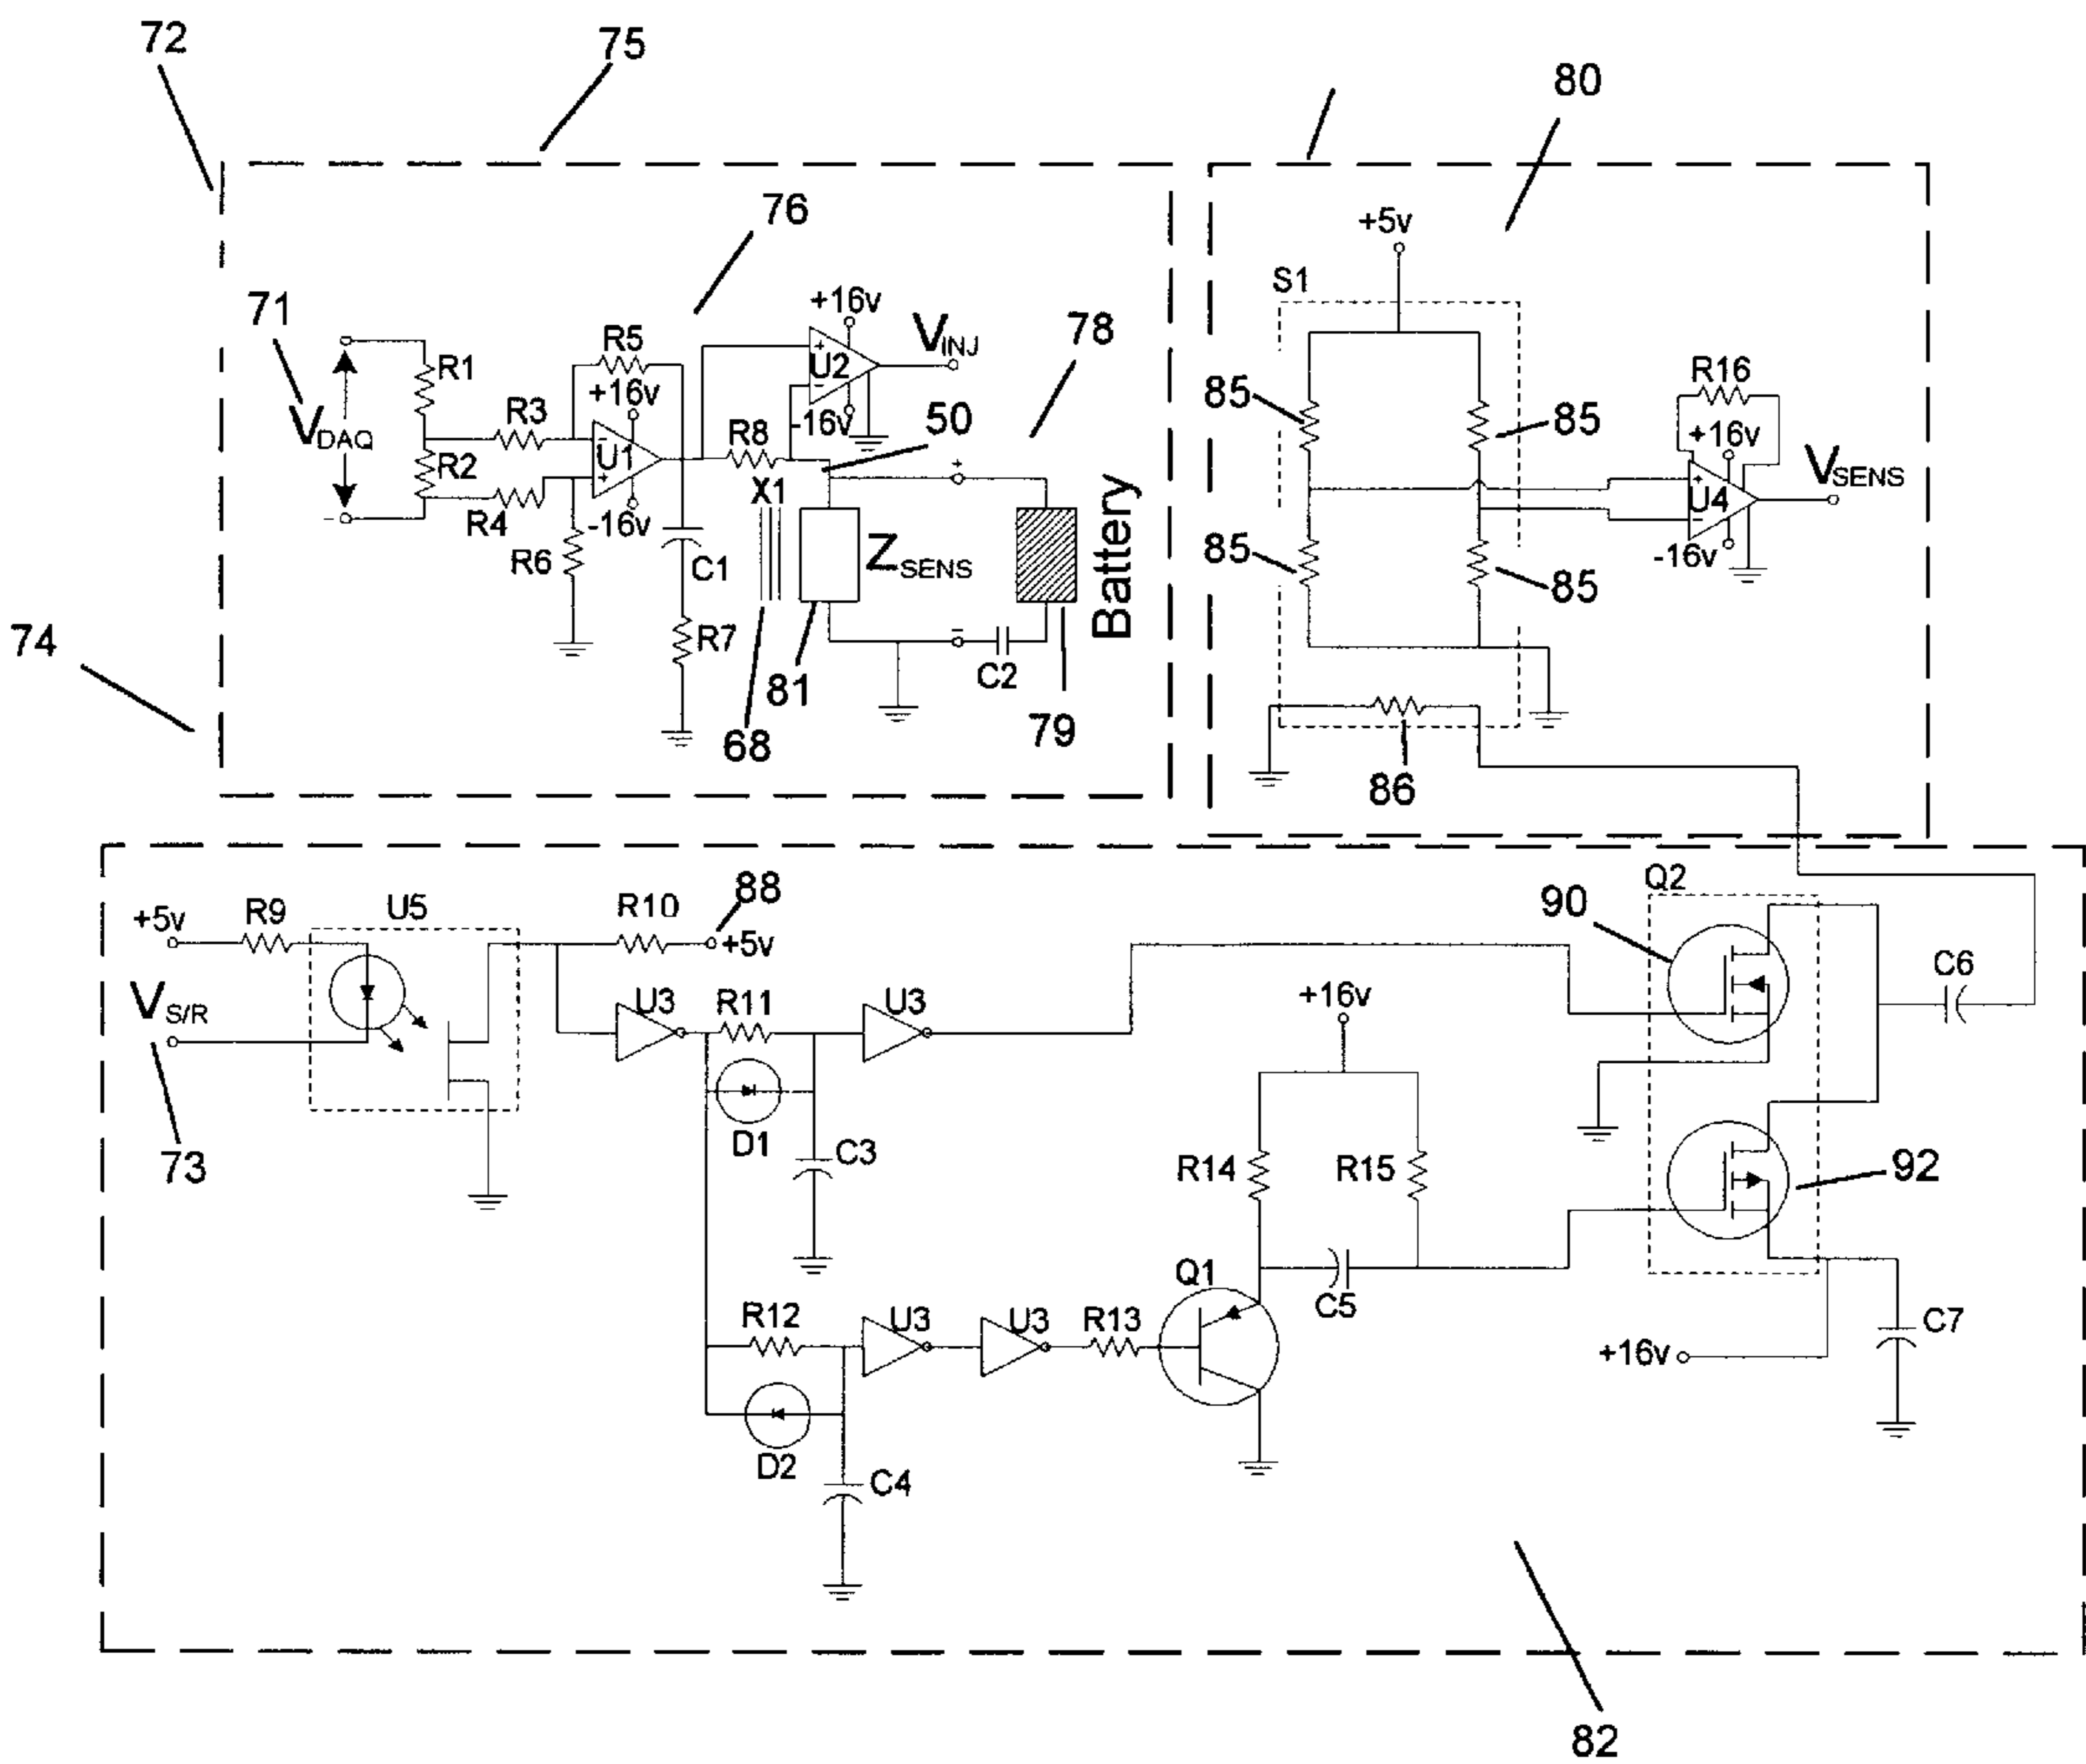 72
75
80
76
+5v
S1
71
+16v
VINJ
78
R5
R1
+16v
U2
R16
85
85
VDAQ
R3
-16v
50
+16v
R2
U1
R8
+
VSENS
U4
R4
-16v
X1
85
R6
C1
ZSENS
Battery
-16v
85
74
R7
81
C2
68
79
86
88
Q2
+5v
R9
U5
R10
+5v
90
C6
VS/R
U3
R11
U3
+16v
D1
C3
R14
R15
92
73
Q1
C5
R12
U3
U3
R13
C7
+16v
D2
C4
82